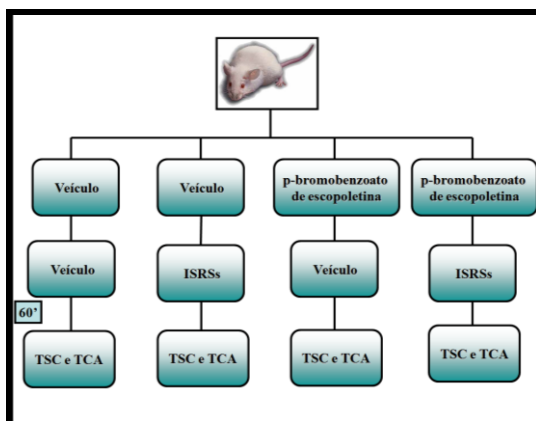 Veículo
Veículo
p-bromobenzoato
de escopoletina
p-bromobenzoato
de escopoletina
Veículo
ISRSs
Veículo
ISRSs
60'
TSC e TCA
TSC e TCA
TSC e TCA
TSC e TCA